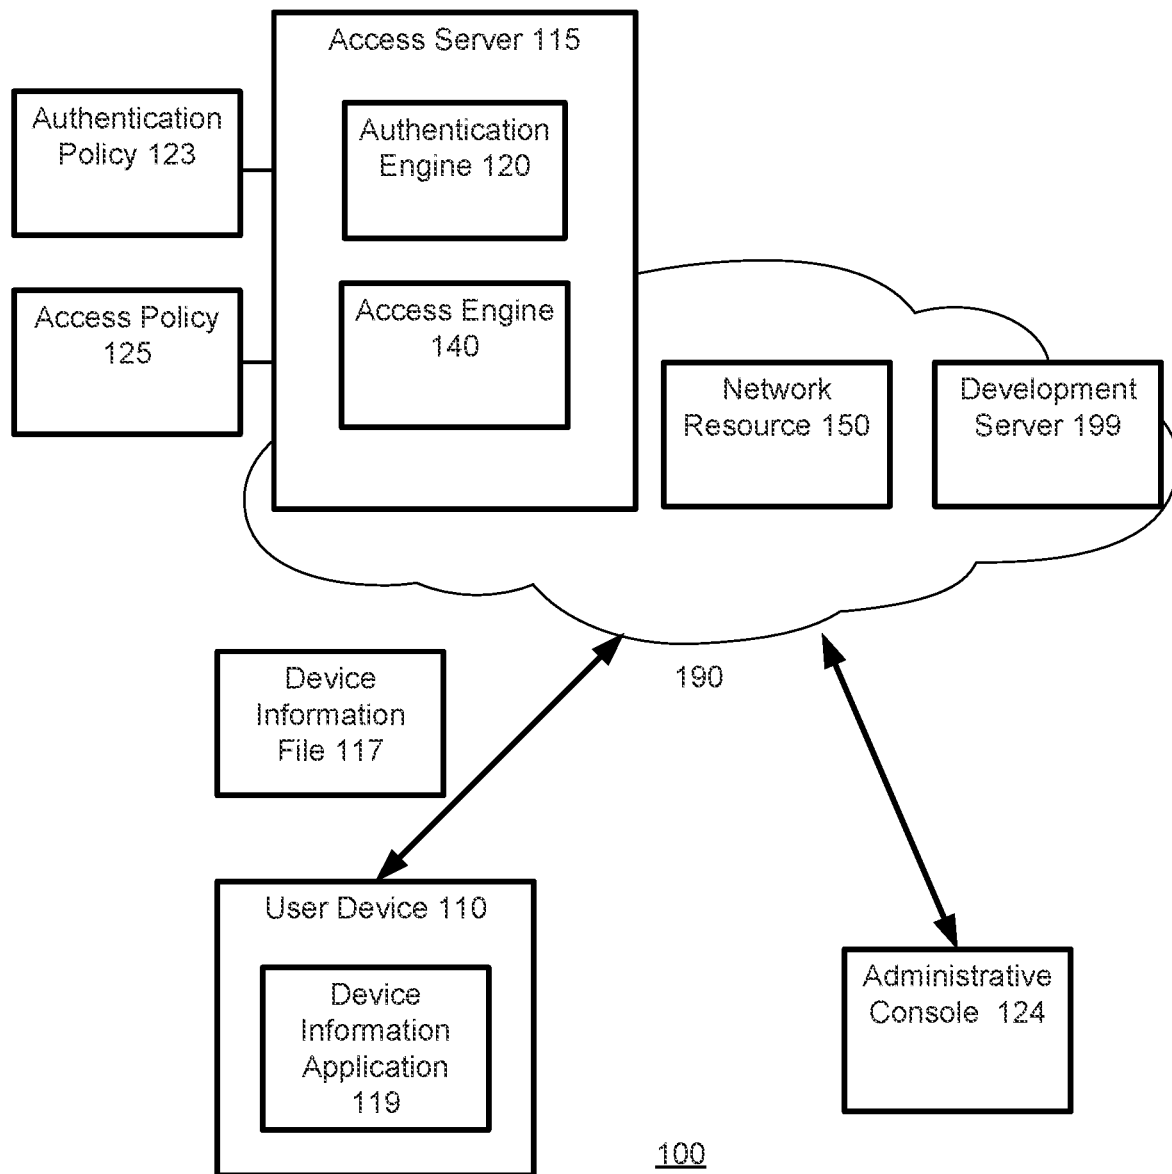 Access Server 115
Authentication
Policy 123
Authentication
Engine 120
Access Policy
125
Access Engine
140
Network
Resource 150
Development
Server 199
190
Device
Information
File 117
User Device 110
Device
Information
Application
119
Administrative
Console 124
100